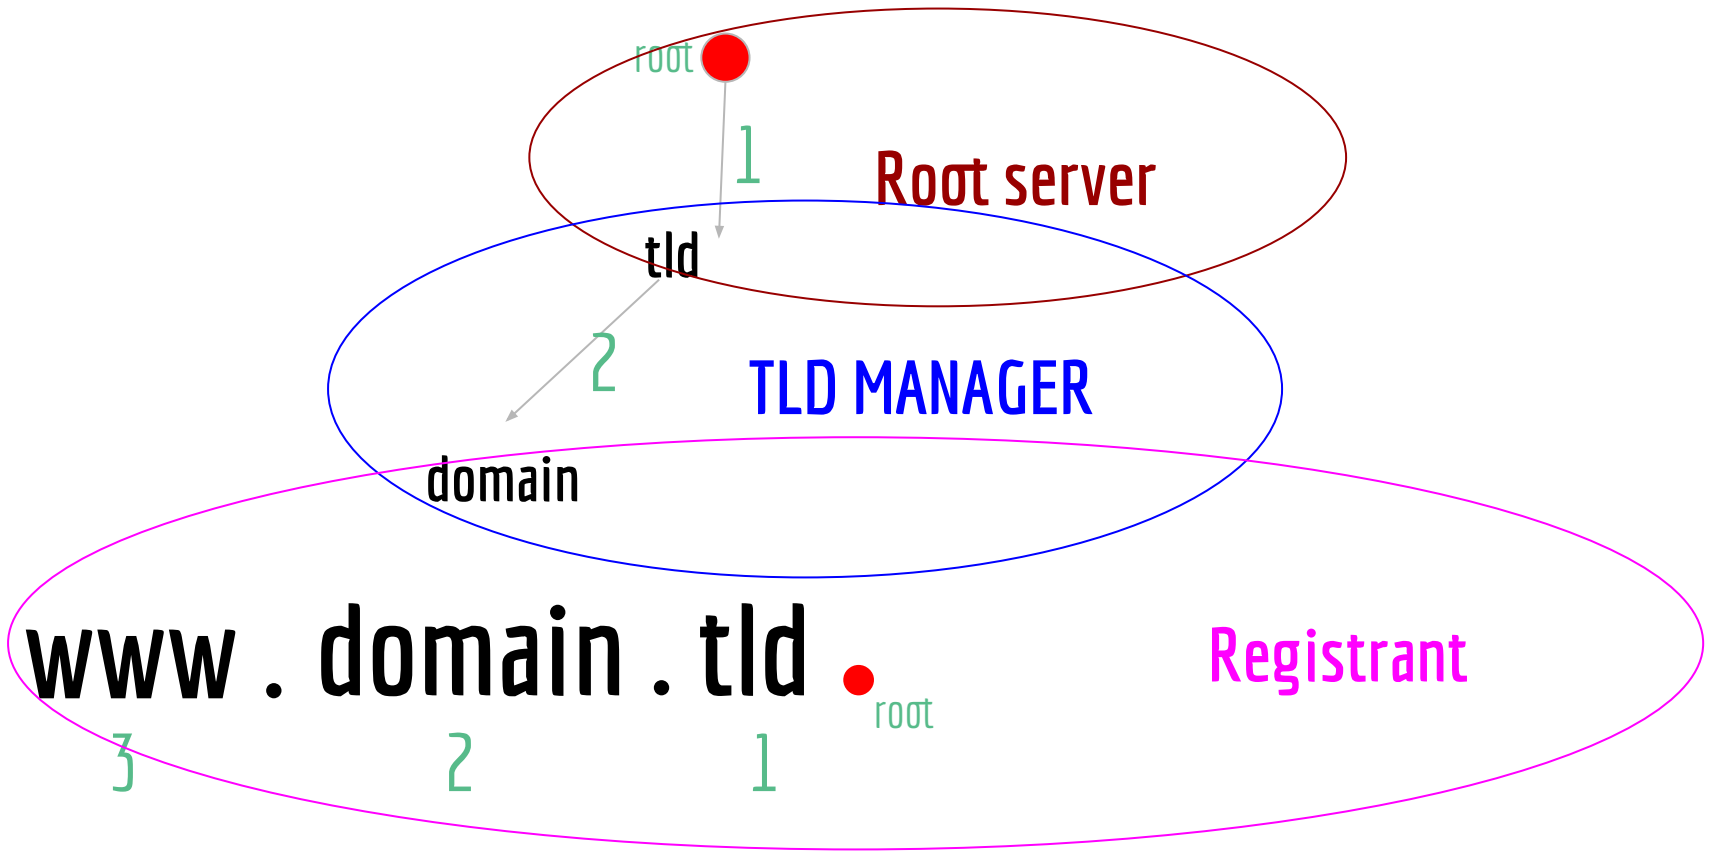 root
1
Root server
tld
2
TLD MANAGER
domain
www . domain . tld .
Registrant
root
3 2 1